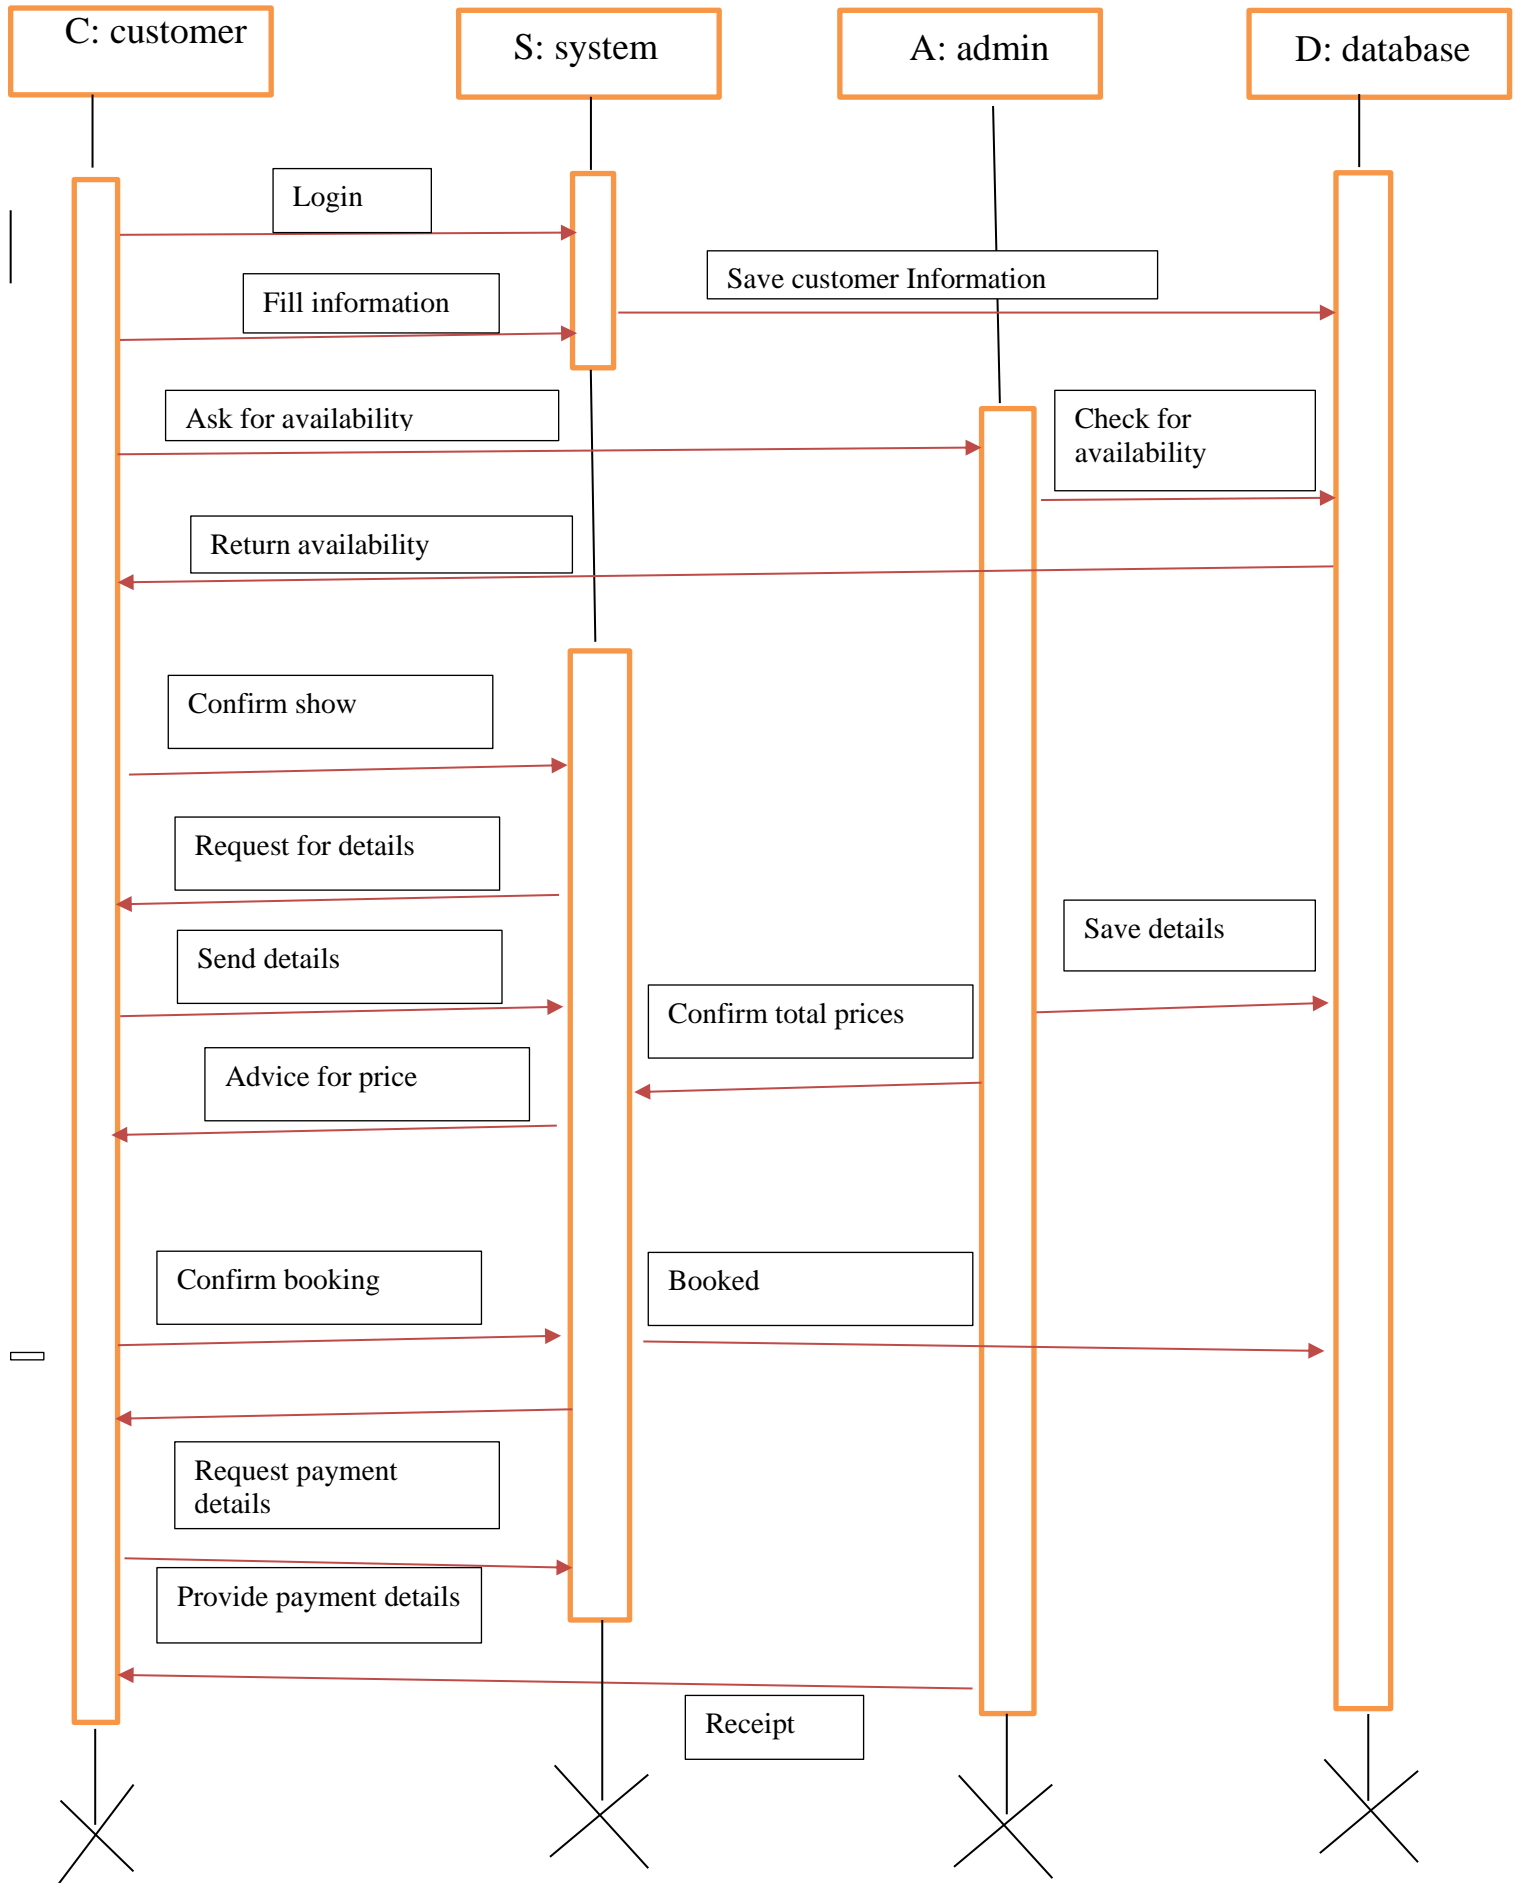 C: customer
S: system
A: admin
D: database
Login
Save customer Information
Fill information
Ask for availability
Check for
availability
Return availability
Confirm show
Request for details
Save details
Send details
Confirm total prices
Advice for price
Confirm booking
Booked
Request payment
details
Provide payment details
Receipt